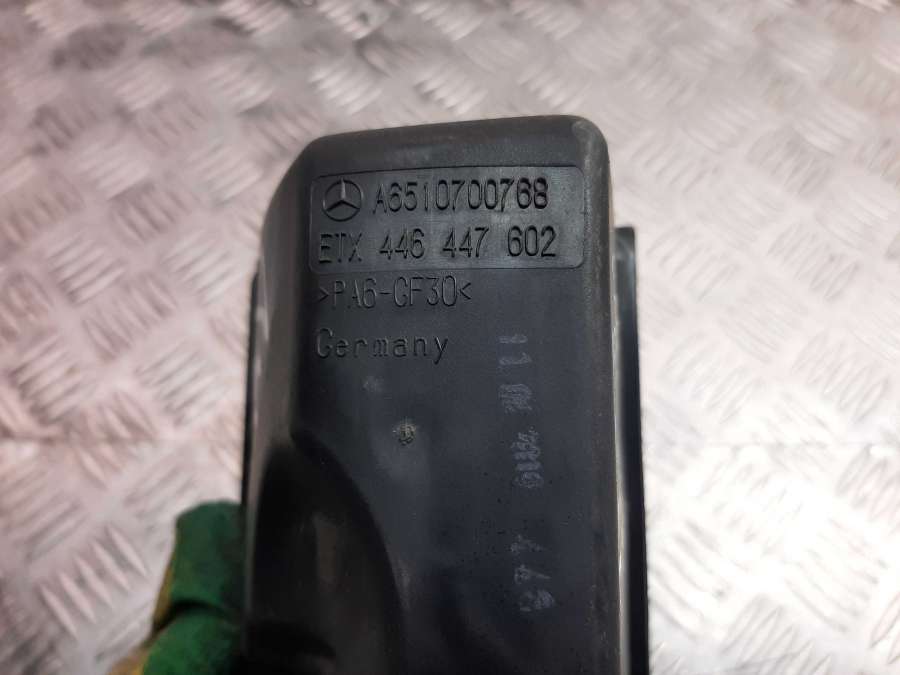 A6510700768
ETX 446 447 602
>PA6-GF30<
Germany